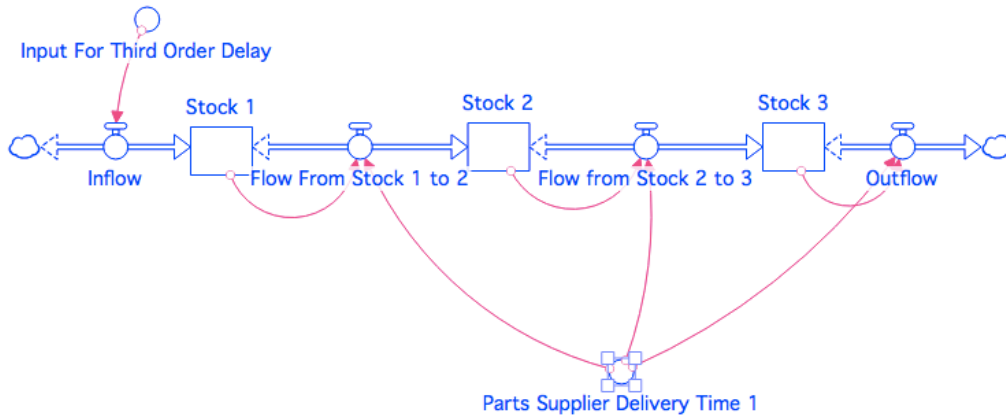 Input For Third Order Delay
Stock 1
Stock 2
Stock 3
Inflow
Flow From Stock 1 to 2
Flow from Stock 2 to 3
Outflow
Parts Supplier Delivery Time 1